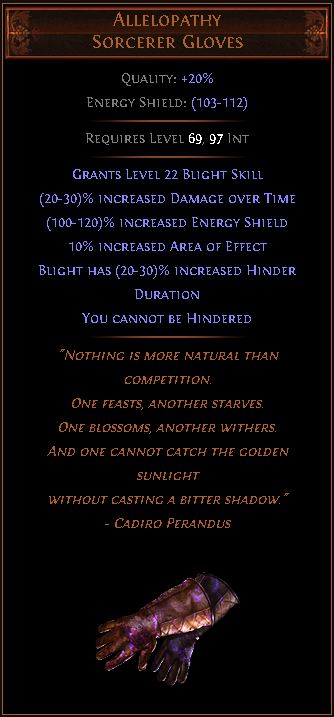 Allelopathy
Sorcerer Gloves
Quality: +20%
Energy Shield: (103-112)
Requires Level 69, 97 Int
Grants Level 22 Blight Skill
(20-30)% increased Damage over Time
(100-120)% increased Energy Shield
10% increased Area of Effect
Blight has (20-30)% increased Hinder
Duration
You cannot be Hindered
"Nothing is more natural than
competition.
One feasts, another starves.
One blossoms, another withers.
And one cannot catch the golden
sunlight
without casting a bitter shadow."
- Cadiro Perandus